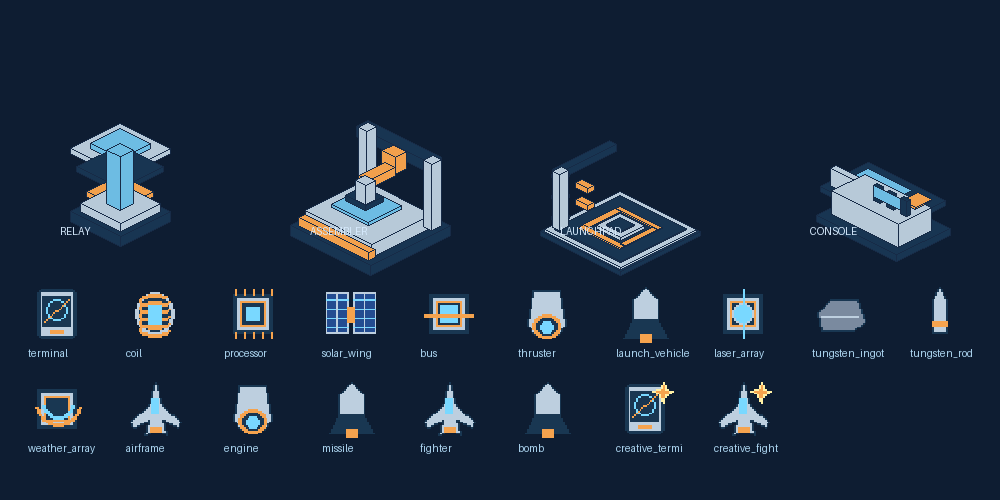 RELAY ASSEMBLER LAUNCHPAD CONSOLE
terminal coil processor solar_wing bus thruster launch_vehicle laser_array tungsten_ingot tungsten_rod
weather_array airframe engine missile fighter bomb creative_termi creative_fight